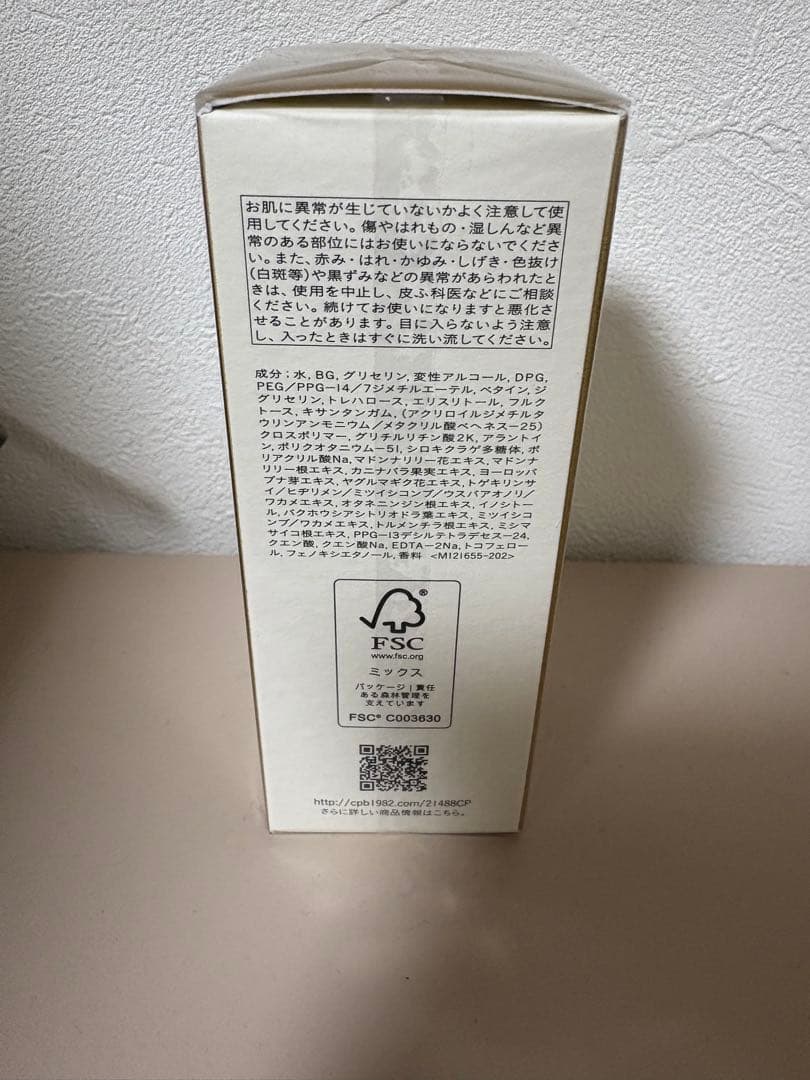 お肌に異常が生じていないかよく注意して使
用してください。傷やはれもの・湿しんなど異
常のある部位にはお使いにならないでくださ
い。また、赤み・はれ・かゆみ・しげき・色抜け
(白斑等)や黒ずみなどの異常があらわれたと
きは、使用を中止し、皮ふ科医などにご相談
ください。続けてお使いになりますと悪化さ
せることがあります。目に入らないよう注意
し、入ったときはすぐに洗い流してください。
成分；水, BG, グリセリン, 変性アルコール, DPG,
PEG／PPG-14／7ジメチルエーテル, ベタイン, ジ
グリセリン, トレハロース, エリスリトール, フルク
トース, キサンタンガム, (アクリロイルジメチルタ
ウリンアンモニウム／メタクリル酸ベヘネス-25)
クロスポリマー, グリチルリチン酸2K, アラントイ
ン, ポリクオタニウム-51, シロキクラゲ多糖体, ポ
リアクリル酸Na, マドンナリリー花エキス, マドンナ
リリー根エキス, カニナバラ果実エキス, ヨーロッパ
ブナ芽エキス, ヤグルマギク花エキス, トゲキリンサ
イ／ヒヂリメン／ミツイシコンブ／ウスバアオノリ／
ワカメエキス, オタネニンジン根エキス, イノシトー
ル, バクホウシアシトリオドラ葉エキス, ミツイシコ
ンブ／ワカメエキス, トルメンチラ根エキス, ミシマ
サイコ根エキス, PPG-13デシルテトラデセス-24,
クエン酸, クエン酸Na, EDTA-2Na, トコフェロー
ル, フェノキシエタノール, 香料 <M121655-202>
®
FSC
www.fsc.org
ミックス
パッケージ｜責任
ある森林管理を
支えています
FSC® C003630
http://cpb1982.com/21488CP
さらに詳しい商品情報はこちら。